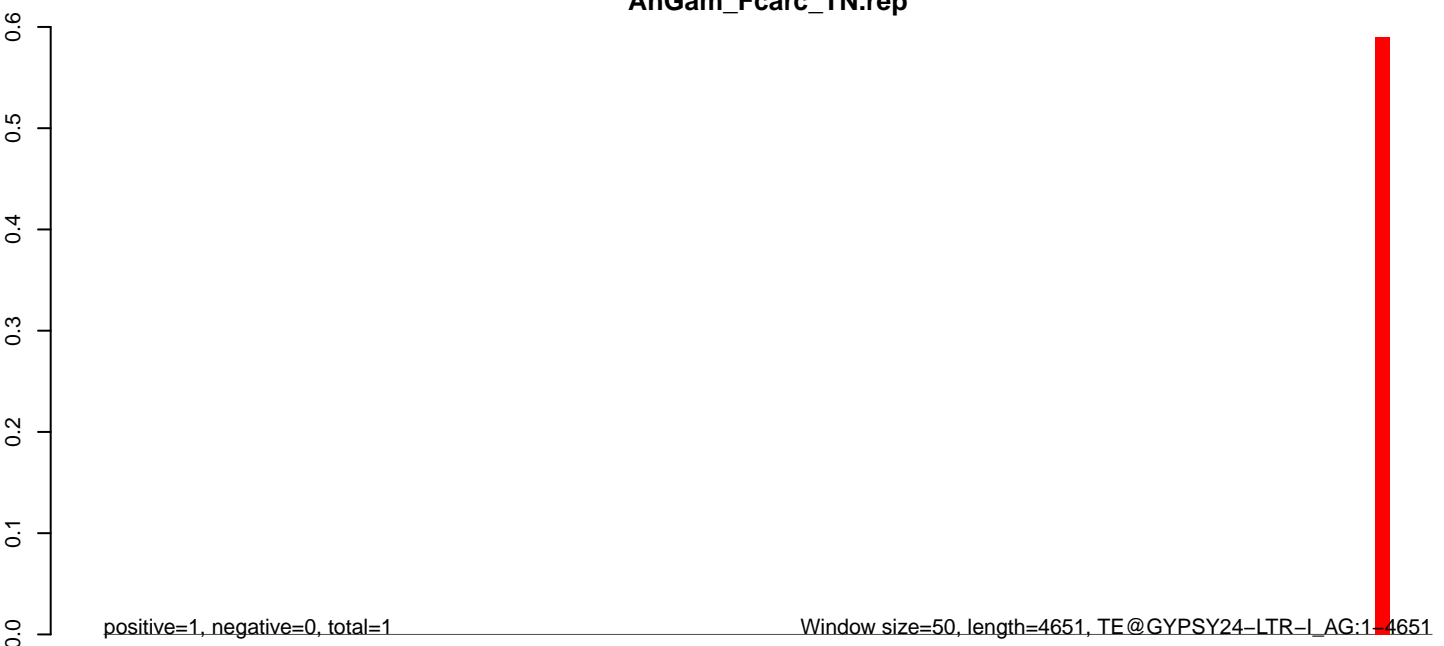 AnGam_Fcarc_TN.rep
0.6
0.5
0.4
0.3
0.2
0.1
0.0
positive=1, negative=0, total=1
Window size=50, length=4651, TE@GYPSY24−LTR−I_AG:1−4651